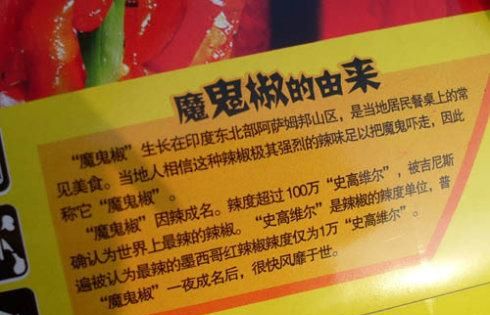 魔鬼椒的由来
“魔鬼椒”生长在印度东北部阿萨姆邦山区，是当地居民餐桌上的常
见美食。当地人相信这种辣椒极其强烈的辣味足以把魔鬼吓走，因此
称它“魔鬼椒”。
“魔鬼椒”因辣成名。辣度超过100万“史高维尔”，被吉尼斯
确认为世界上最辣的辣椒。“史高维尔”是辣椒的辣度单位，普
遍被认为最辣的墨西哥红辣椒辣度仅为1万“史高维尔”。
“魔鬼椒”一夜成名后，很快风靡于世。